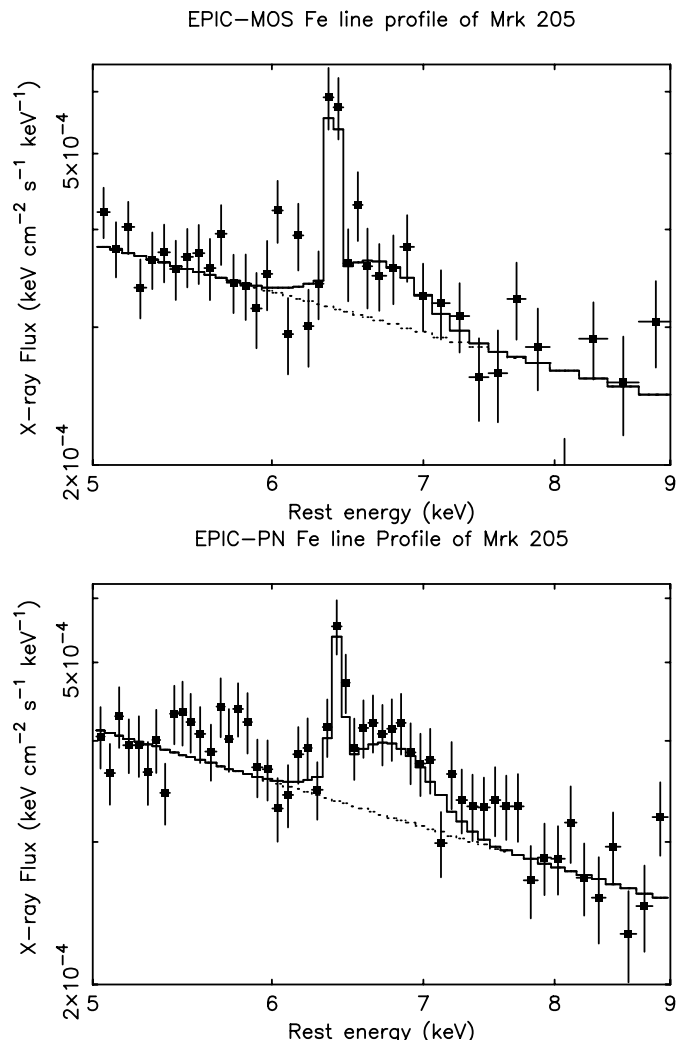 EPIC−MOS Fe line profile of Mrk 205
X−ray Flux (keV cm⁻² s⁻¹ keV⁻¹)
5×10⁻⁴
2×10⁻⁴
5 6 7 8 9
Rest energy (keV)
EPIC−PN Fe line Profile of Mrk 205
X−ray Flux (keV cm⁻² s⁻¹ keV⁻¹)
5×10⁻⁴
2×10⁻⁴
5 6 7 8 9
Rest energy (keV)